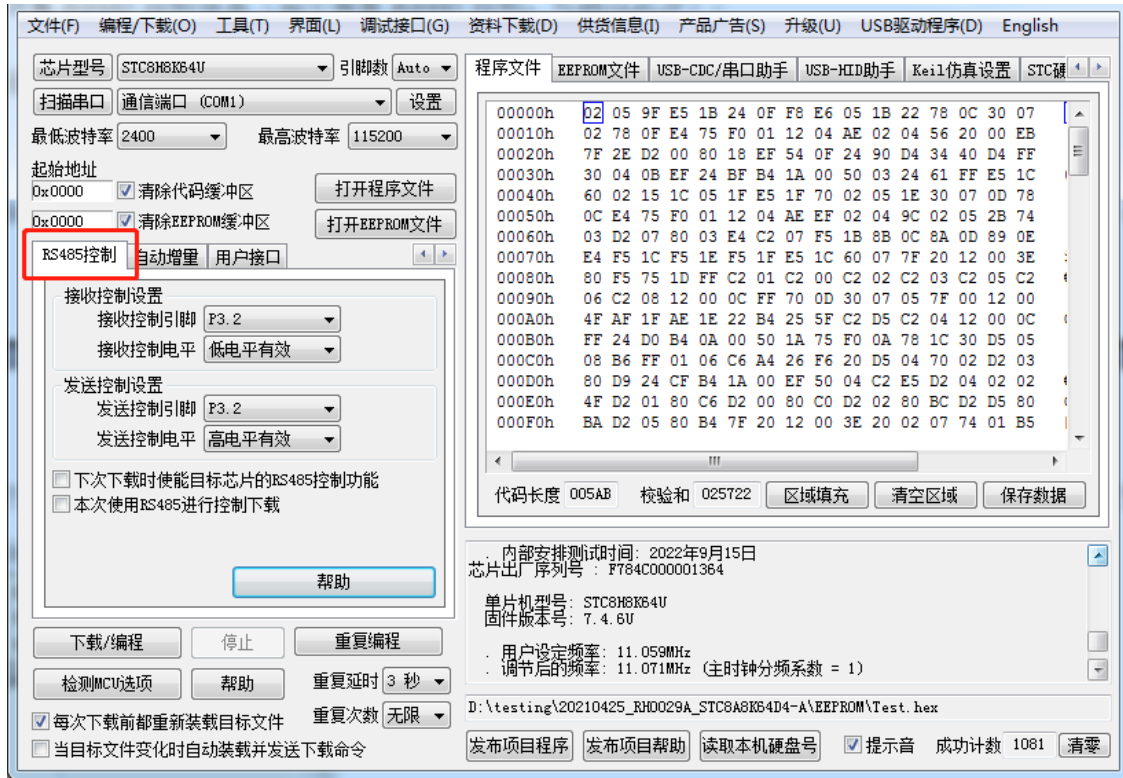 文件(F) 编程/下载(O) 工具(T) 界面(L) 调试接口(G) 资料下载(D) 供货信息(I) 产品广告(S) 升级(U) USB驱动程序(D) English
芯片型号 STC8H8K64U 引脚数 Auto
扫描串口 通信端口 (COM1) 设置
最低波特率 2400 最高波特率 115200
起始地址
0x0000 清除代码缓冲区 打开程序文件
0x0000 清除EEPROM缓冲区 打开EEPROM文件
RS485控制 自动增量 用户接口
接收控制设置
接收控制引脚 P3.2
接收控制电平 低电平有效
发送控制设置
发送控制引脚 P3.2
发送控制电平 高电平有效
下次下载时使能目标芯片的RS485控制功能
本次使用RS485进行控制下载
帮助
下载/编程 停止 重复编程
检测MCU选项 帮助 重复延时 3 秒
每次下载前都重新装载目标文件 重复次数 无限
当目标文件变化时自动装载并发送下载命令
程序文件 EEPROM文件 USB-CDC/串口助手 USB-HID助手 Keil仿真设置 STC
00000h 02 05 9F E5 1B 24 0F F8 E6 05 1B 22 78 0C 30 07
00010h 02 78 0F E4 75 F0 01 12 04 AE 02 04 56 20 00 EB
00020h 7F 2E D2 00 80 18 EF 54 0F 24 90 D4 34 40 D4 FF
00030h 30 04 0B EF 24 BF B4 1A 00 50 03 24 61 FF E5 1C
00040h 60 02 15 1C 05 1F E5 1F 70 02 05 1E 30 07 0D 78
00050h 0C E4 75 F0 01 12 04 AE EF 02 04 9C 02 05 2B 74
00060h 03 D2 07 80 03 E4 C2 07 F5 1B 8B 0C 8A 0D 89 0E
00070h E4 F5 1C F5 1E F5 1F E5 1C 60 07 7F 20 12 00 3E
00080h 80 F5 75 1D FF C2 01 C2 00 C2 02 C2 03 C2 05 C2
00090h 06 C2 08 12 00 0C FF 70 0D 30 07 05 7F 00 12 00
000A0h 4F AF 1F AE 1E 22 B4 25 5F C2 D5 C2 04 12 00 0C
000B0h FF 24 D0 B4 0A 00 50 1A 75 F0 0A 78 1C 30 D5 05
000C0h 08 B6 FF 01 06 C6 A4 26 F6 20 D5 04 70 02 D2 03
000D0h 80 D9 24 CF B4 1A 00 EF 50 04 C2 E5 D2 04 02 02
000E0h 4F D2 01 80 C6 D2 00 80 C0 D2 02 80 BC D2 D5 80
000F0h BA D2 05 80 B4 7F 20 12 00 3E 20 02 07 74 01 B5
代码长度 005AB 校验和 025722 区域填充 清空区域 保存数据
. 内部安排测试时间: 2022年9月15日
芯片出厂序列号 : F784C000001364
单片机型号: STC8H8K64U
固件版本号: 7.4.6U
. 用户设定频率: 11.059MHz
. 调节后的频率: 11.071MHz (主时钟分频系数 = 1)
D:\testing\20210425_RH0029A_STC8A8K64D4-A\EEPROM\Test.hex
发布项目程序 发布项目帮助 读取本机硬盘号 提示音 成功计数 1081 清零